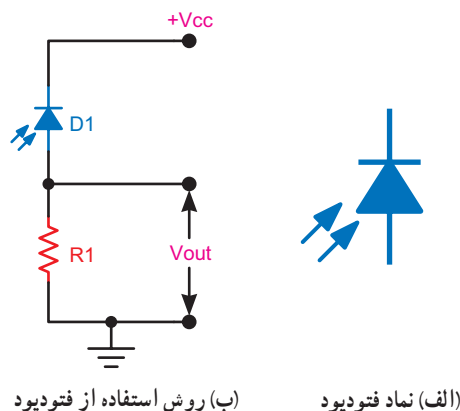 +Vcc
D1
R1
Vout
(الف) نماد فتودیود
(ب) روش استفاده از فتودیود